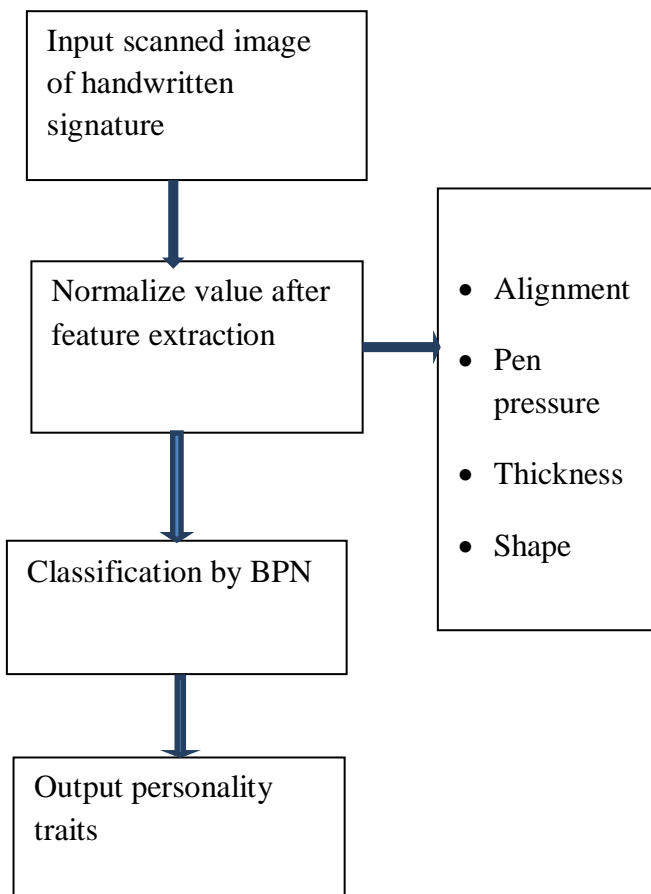 Input scanned image
of handwritten
signature
Normalize value after
feature extraction
• Alignment
• Pen
pressure
• Thickness
• Shape
Classification by BPN
Output personality
traits